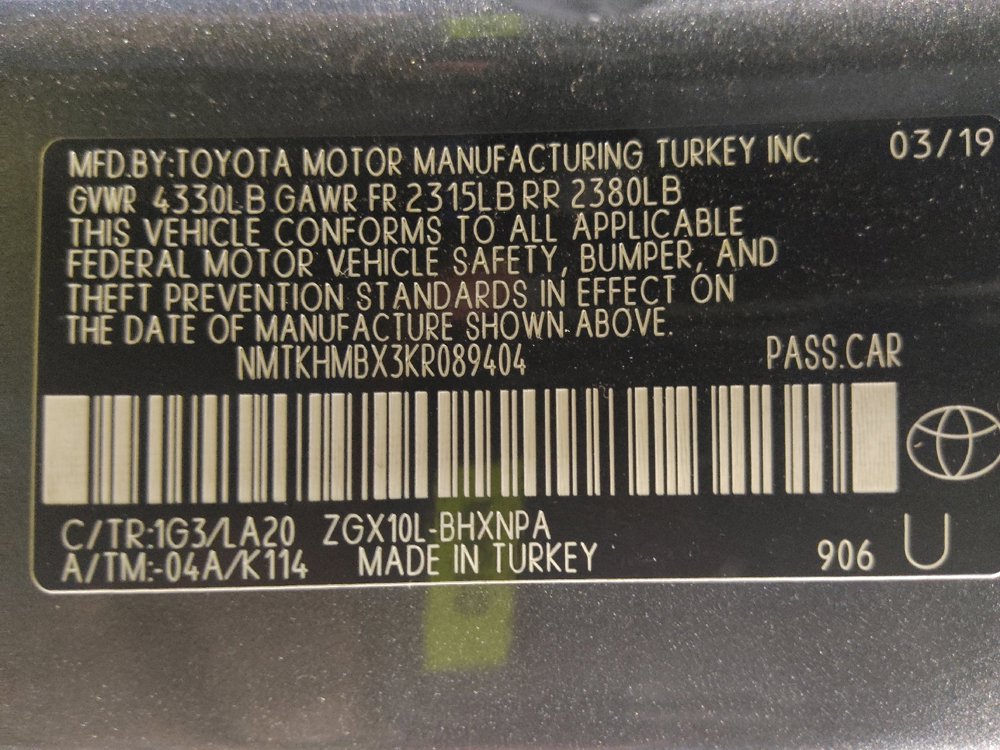 MFD.BY:TOYOTA MOTOR MANUFACTURING TURKEY INC. 03/19
GVWR 4330LB GAWR FR 2315LB RR 2380LB
THIS VEHICLE CONFORMS TO ALL APPLICABLE
FEDERAL MOTOR VEHICLE SAFETY, BUMPER, AND
THEFT PREVENTION STANDARDS IN EFFECT ON
THE DATE OF MANUFACTURE SHOWN ABOVE.
NMTKHMBX3KR089404 PASS.CAR
C/TR:1G3/LA20 ZGX10L-BHXNPA
A/TM:-04A/K114 MADE IN TURKEY 906 U